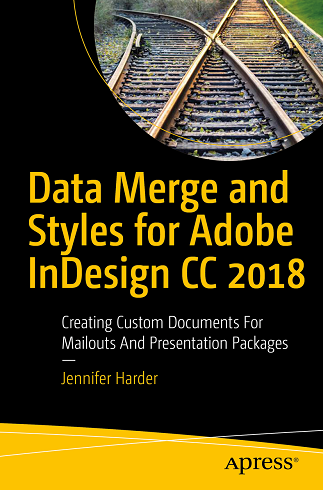 Data Merge and
Styles for Adobe
InDesign CC 2018
Creating Custom Documents For
Mailouts And Presentation Packages
—
Jennifer Harder
Apress®